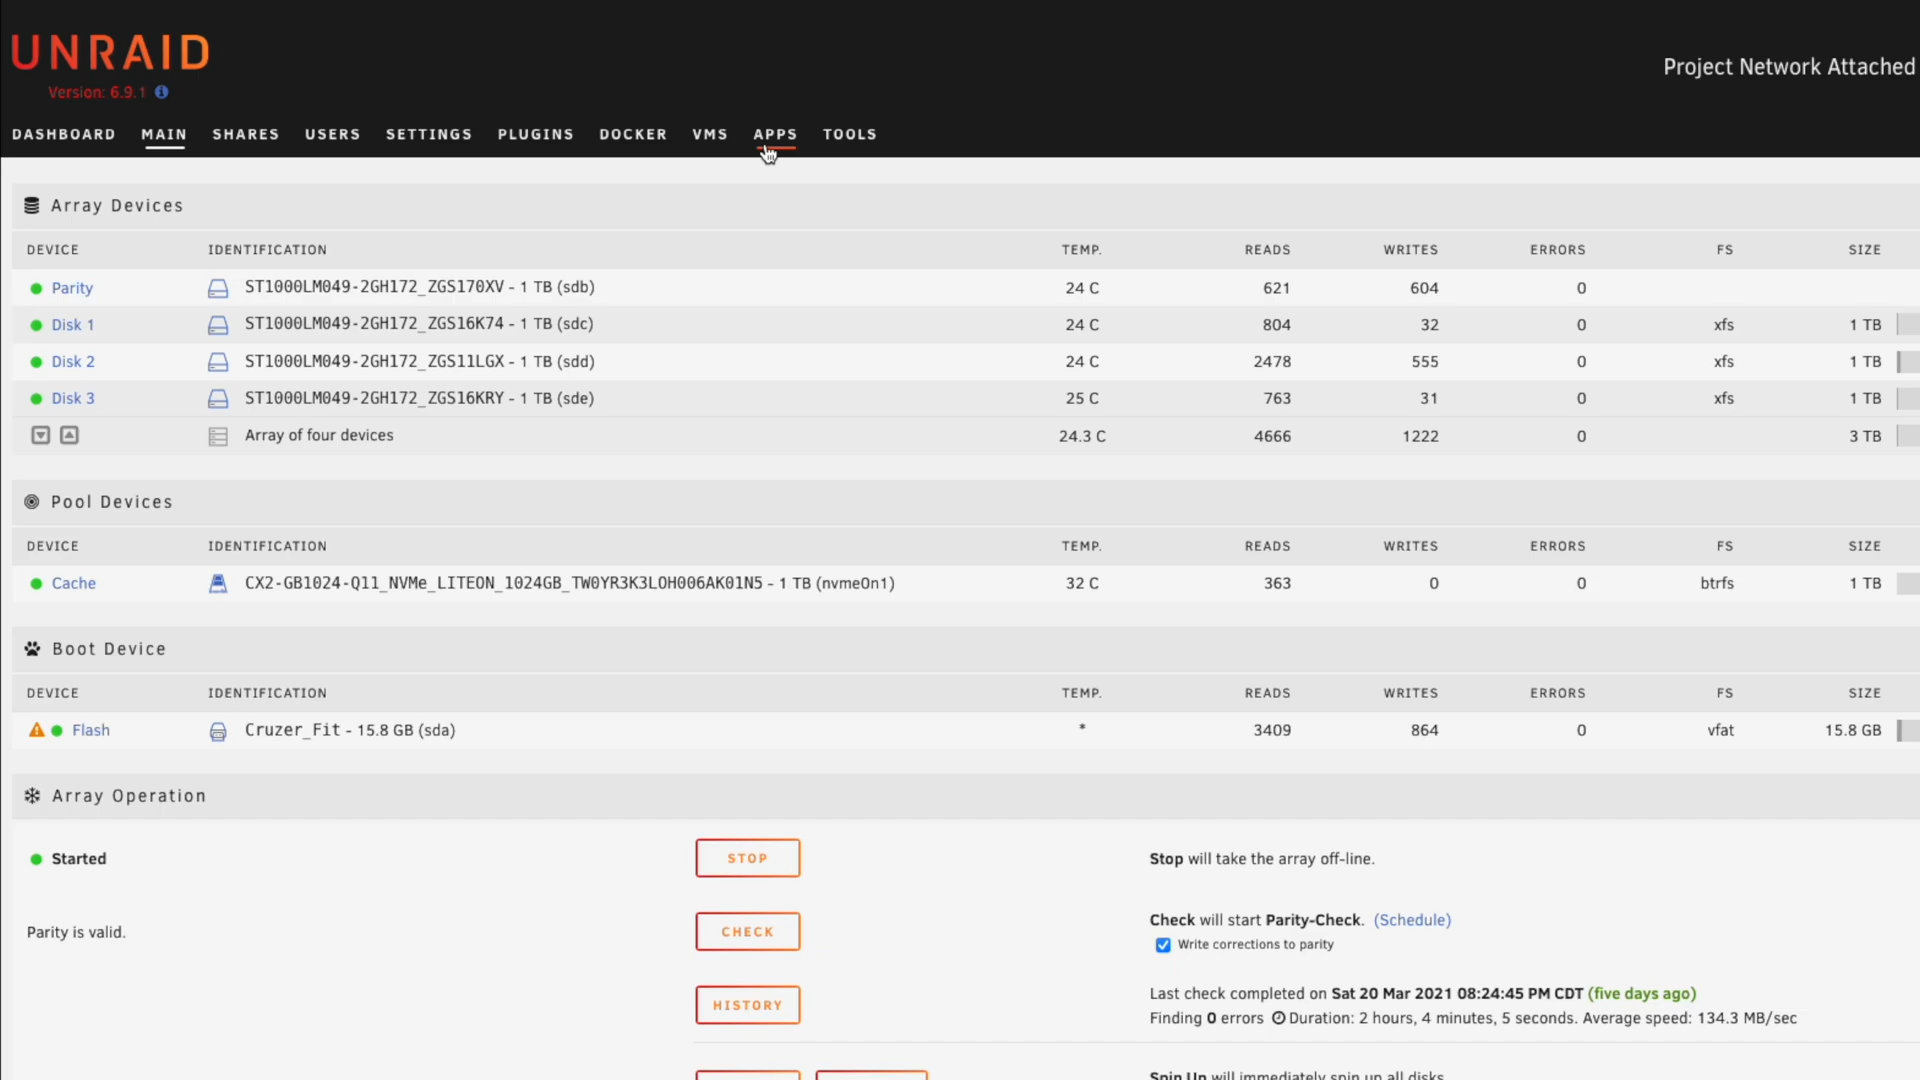 UNRAID
Version: 6.9.1
Project Network Attached
DASHBOARD MAIN SHARES USERS SETTINGS PLUGINS DOCKER VMS APPS TOOLS
Array Devices
DEVICE IDENTIFICATION TEMP. READS WRITES ERRORS FS SIZE
Parity ST1000LM049-2GH172_ZGS170XV - 1 TB (sdb) 24 C 621 604 0
Disk 1 ST1000LM049-2GH172_ZGS16K74 - 1 TB (sdc) 24 C 804 32 0 xfs 1 TB
Disk 2 ST1000LM049-2GH172_ZGS11LGX - 1 TB (sdd) 24 C 2478 555 0 xfs 1 TB
Disk 3 ST1000LM049-2GH172_ZGS16KRY - 1 TB (sde) 25 C 763 31 0 xfs 1 TB
Array of four devices 24.3 C 4666 1222 0 3 TB
Pool Devices
DEVICE IDENTIFICATION TEMP. READS WRITES ERRORS FS SIZE
Cache CX2-GB1024-Q11_NVMe_LITEON_1024GB_TW0YR3K3LOH006AK01N5 - 1 TB (nvme0n1) 32 C 363 0 0 btrfs 1 TB
Boot Device
DEVICE IDENTIFICATION TEMP. READS WRITES ERRORS FS SIZE
Flash Cruzer_Fit - 15.8 GB (sda) * 3409 864 0 vfat 15.8 GB
Array Operation
Started STOP Stop will take the array off-line.
Parity is valid. CHECK Check will start Parity-Check. (Schedule)
Write corrections to parity
HISTORY Last check completed on Sat 20 Mar 2021 08:24:45 PM CDT (five days ago)
Finding 0 errors Duration: 2 hours, 4 minutes, 5 seconds. Average speed: 134.3 MB/sec
Spin Up will immediately spin up all disks.